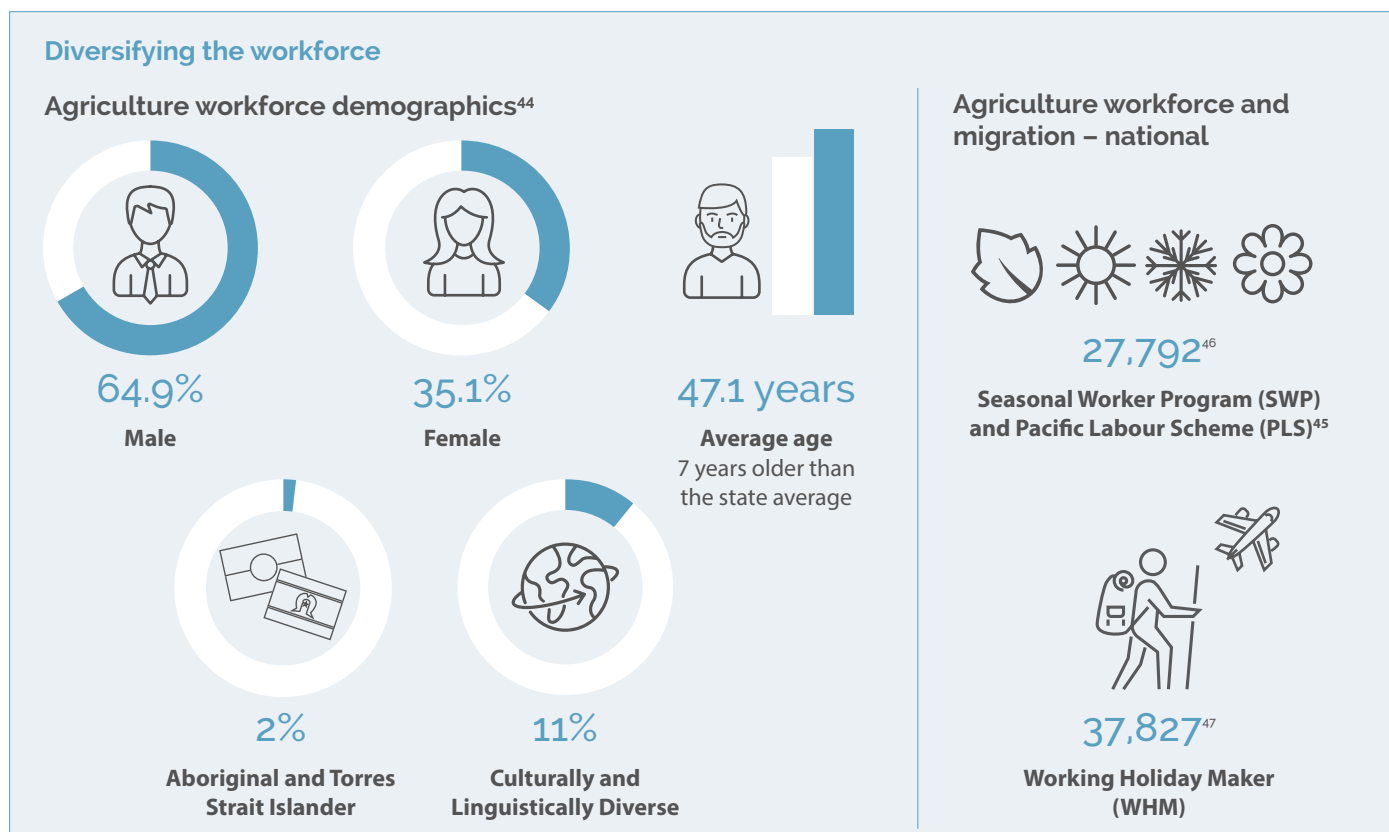 Diversifying the workforce
Agriculture workforce demographics⁴⁴
64.9%
Male
35.1%
Female
47.1 years
Average age
7 years older than
the state average
2%
Aboriginal and Torres
Strait Islander
11%
Culturally and
Linguistically Diverse
Agriculture workforce and
migration – national
27,792⁴⁶
Seasonal Worker Program (SWP)
and Pacific Labour Scheme (PLS)⁴⁵
37,827⁴⁷
Working Holiday Maker
(WHM)